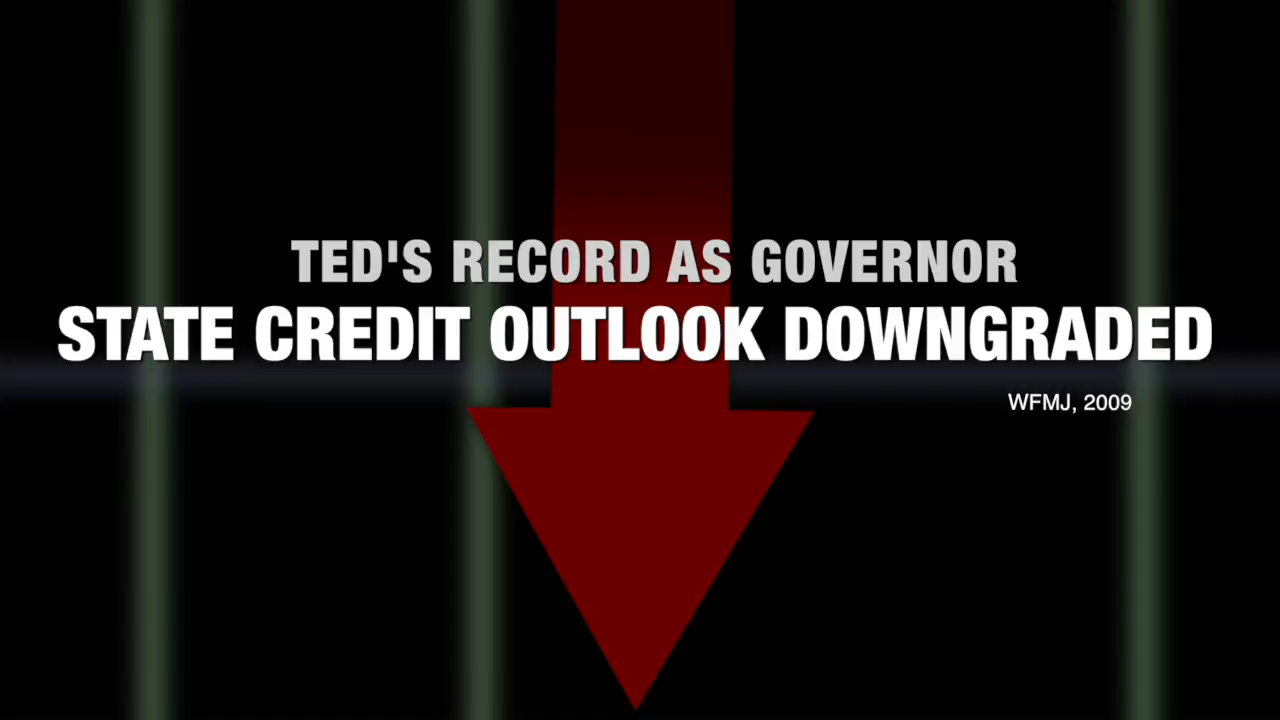 TED'S RECORD AS GOVERNOR
STATE CREDIT OUTLOOK DOWNGRADED
WFMJ, 2009